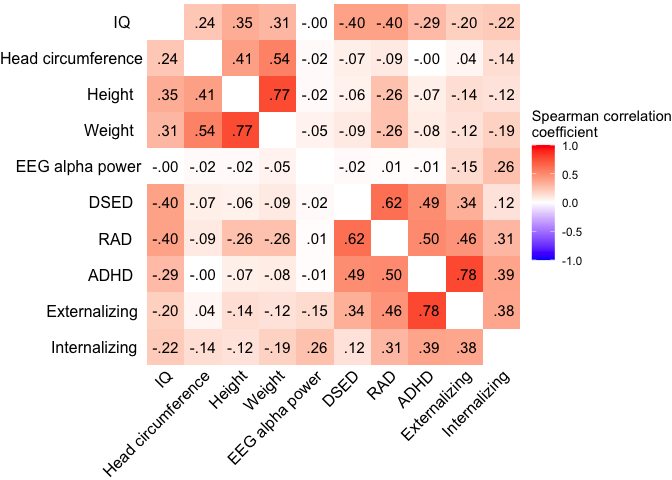 IQ .24 .35 .31 -.00 -.40 -.40 -.29 -.20 -.22
Head circumference .24 .41 .54 -.02 -.07 -.09 -.00 .04 -.14
Height .35 .41 .77 -.02 -.06 -.26 -.07 -.14 -.12
Weight .31 .54 .77 -.05 -.09 -.26 -.08 -.12 -.19
EEG alpha power -.00 -.02 -.02 -.05 -.02 .01 -.01 -.15 .26
DSED -.40 -.07 -.06 -.09 -.02 .62 .49 .34 .12
RAD -.40 -.09 -.26 -.26 .01 .62 .50 .46 .31
ADHD -.29 -.00 -.07 -.08 -.01 .49 .50 .78 .39
Externalizing -.20 .04 -.14 -.12 -.15 .34 .46 .78 .38
Internalizing -.22 -.14 -.12 -.19 .26 .12 .31 .39 .38
IQ
Head circumference
Height
Weight
EEG alpha power
DSED
RAD
ADHD
Externalizing
Internalizing
Spearman correlation
coefficient
1.0
0.5
0.0
-0.5
-1.0